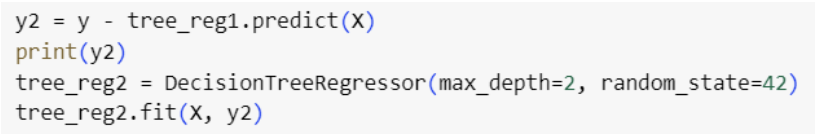 y2 = y - tree_reg1.predict(X)
print(y2)
tree_reg2 = DecisionTreeRegressor(max_depth=2, random_state=42)
tree_reg2.fit(X, y2)